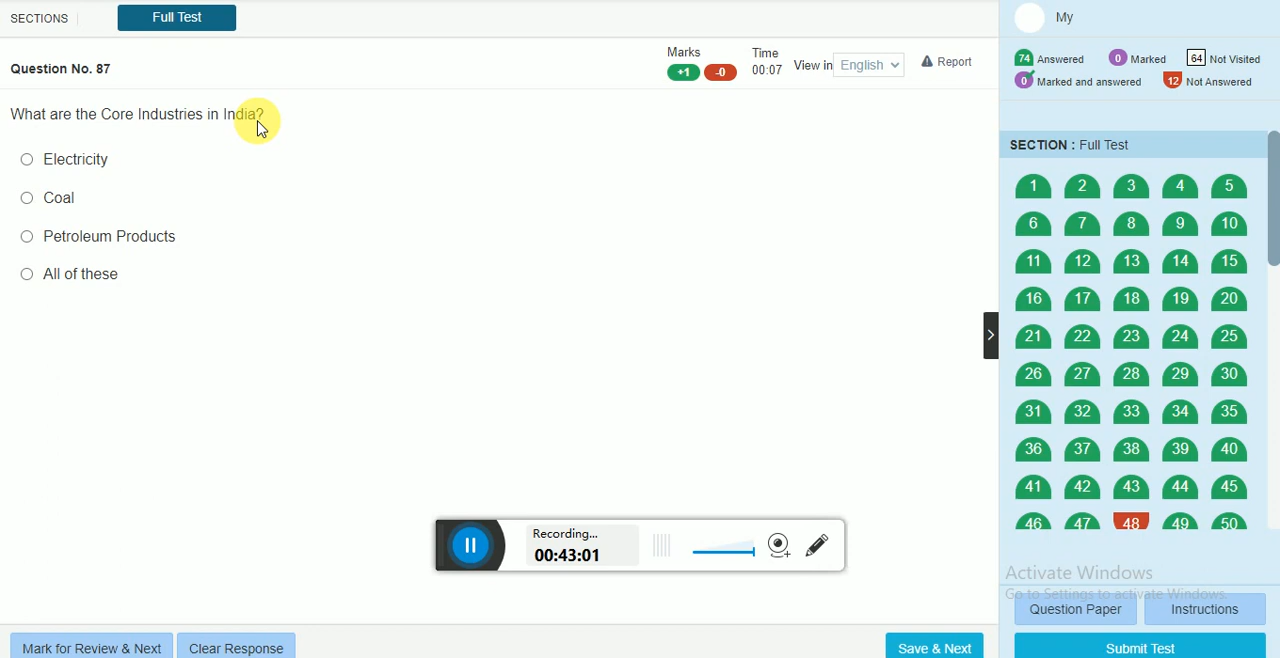 SECTIONS
Full Test
My
Question No. 87
Marks
+1 -0
Time
00:07
View in English
Report
74 Answered
0 Marked
64 Not Visited
0 Marked and answered
12 Not Answered
What are the Core Industries in India?
Electricity
Coal
Petroleum Products
All of these
SECTION : Full Test
1 2 3 4 5
6 7 8 9 10
11 12 13 14 15
16 17 18 19 20
21 22 23 24 25
26 27 28 29 30
31 32 33 34 35
36 37 38 39 40
41 42 43 44 45
46 47 48 49 50
Recording...
00:43:01
Activate Windows
Go to Settings to activate Windows.
Question Paper
Instructions
Mark for Review & Next
Clear Response
Save & Next
Submit Test